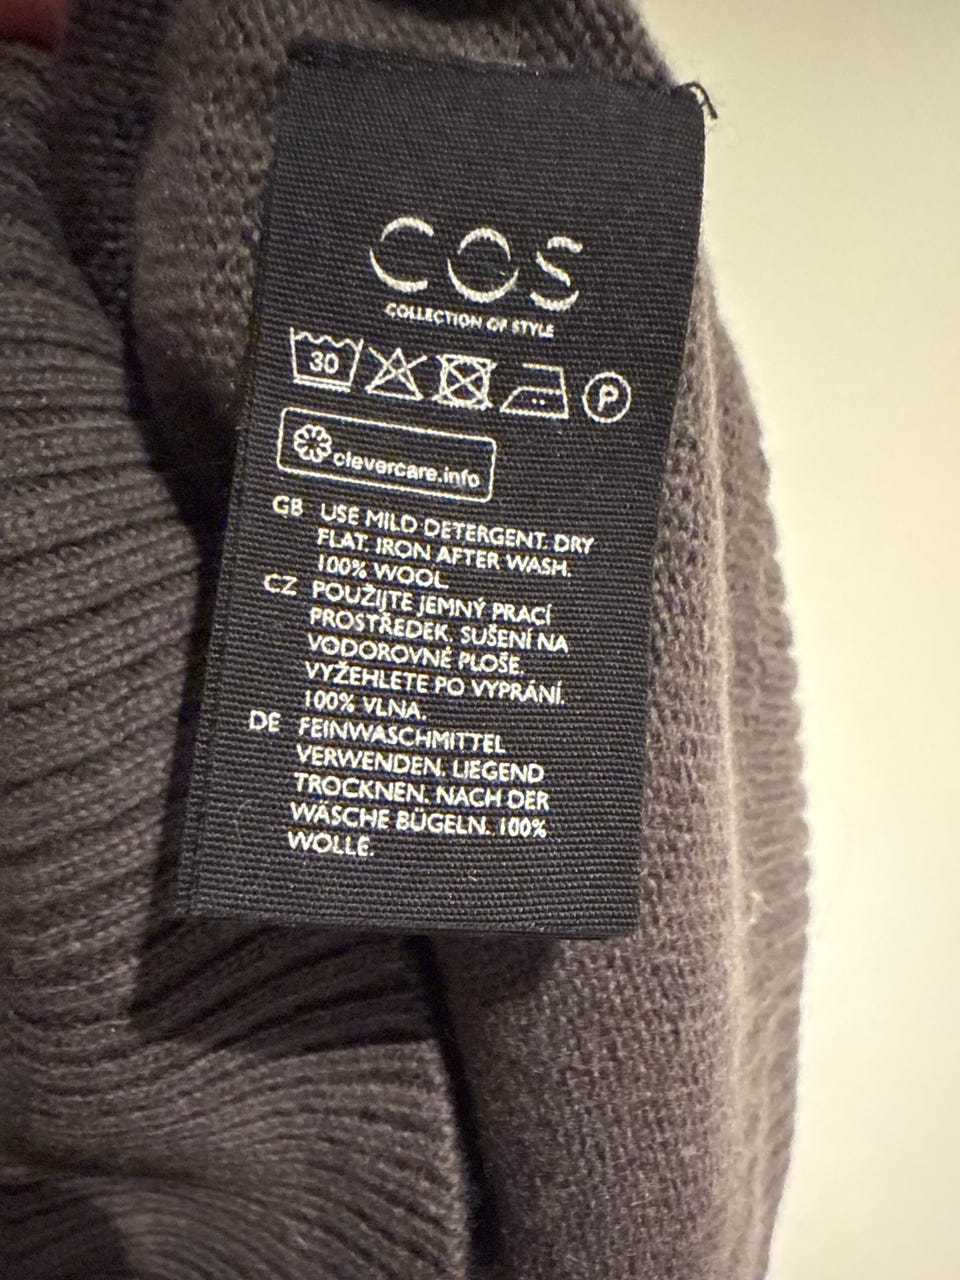 COS
COLLECTION OF STYLE
30
P
clevercare.info
GB USE MILD DETERGENT. DRY
FLAT. IRON AFTER WASH.
100% WOOL
CZ POUŽIJTE JEMNÝ PRACÍ
PROSTŘEDEK. SUŠENÍ NA
VODOROVNÉ PLOŠE.
VYŽEHLETE PO VYPRÁNÍ.
100% VLNA.
DE FEINWASCHMITTEL
VERWENDEN. LIEGEND
TROCKNEN. NACH DER
WÄSCHE BÜGELN. 100%
WOLLE.